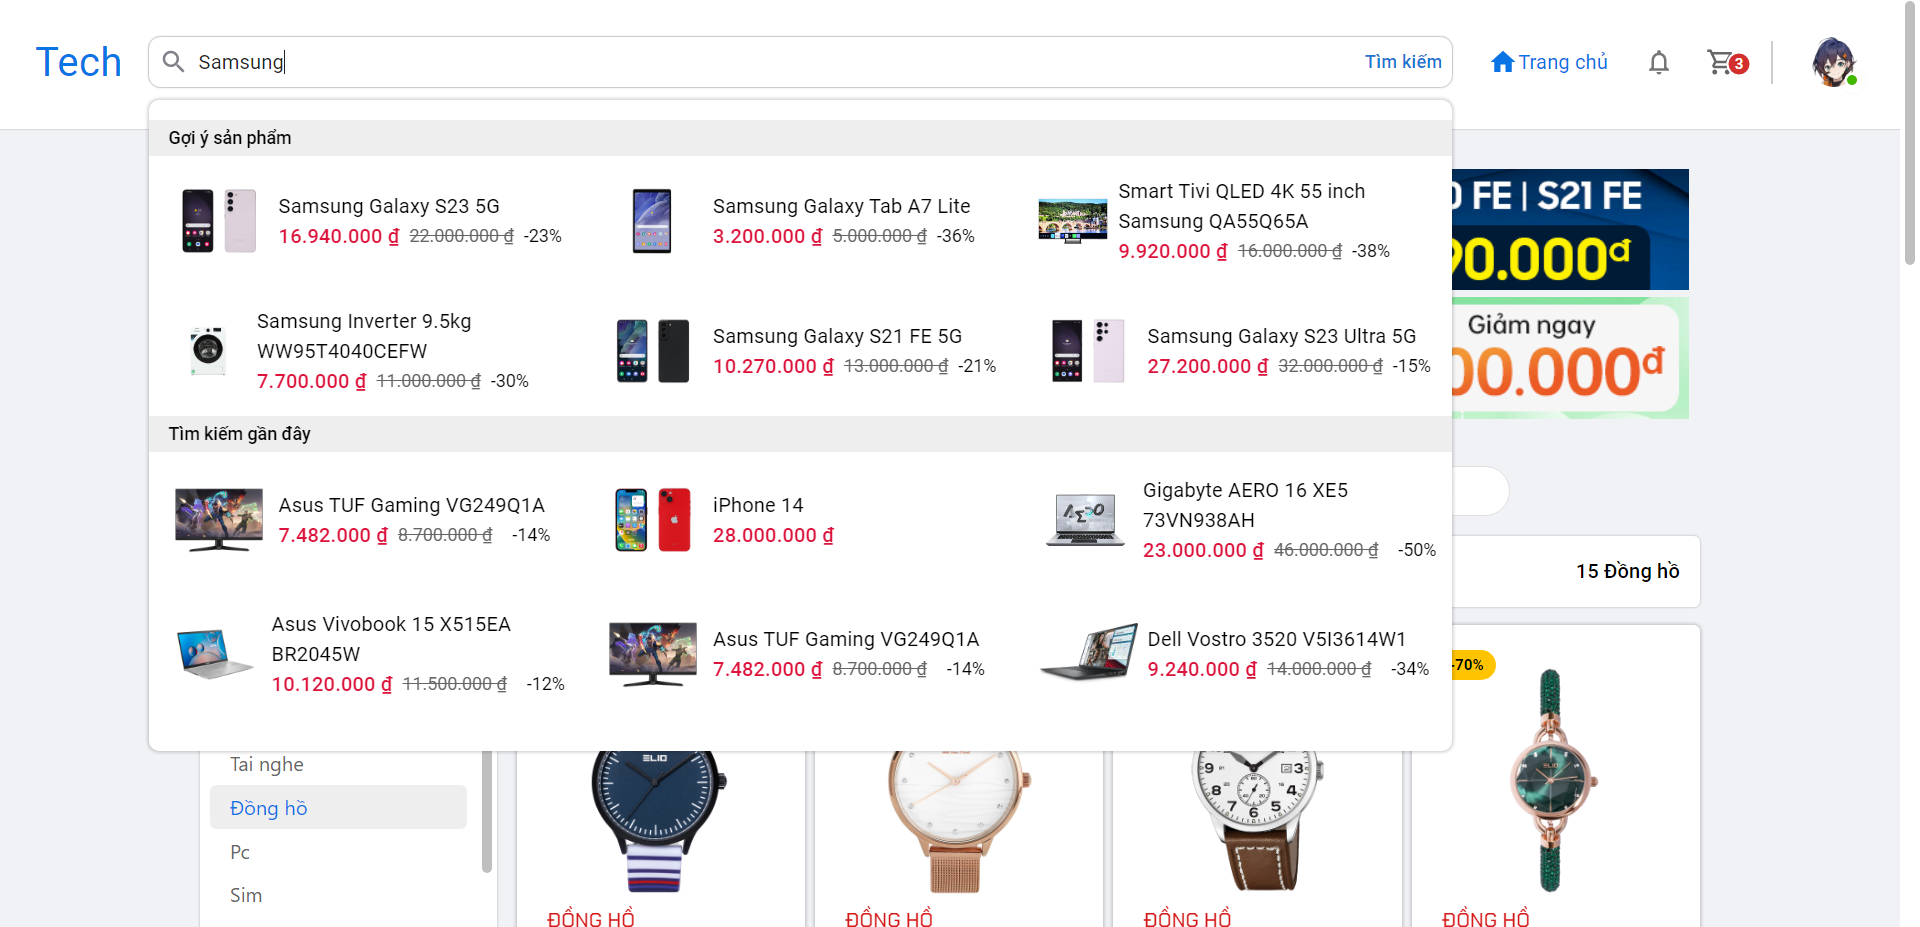 Tech
Samsung
Tìm kiếm
Trang chủ
3
Gợi ý sản phẩm
Samsung Galaxy S23 5G
16.940.000 ₫ 22.000.000 ₫ -23%
Samsung Galaxy Tab A7 Lite
3.200.000 ₫ 5.000.000 ₫ -36%
Smart Tivi QLED 4K 55 inch
Samsung QA55Q65A
9.920.000 ₫ 16.000.000 ₫ -38%
Samsung Inverter 9.5kg
WW95T4040CEFW
7.700.000 ₫ 11.000.000 ₫ -30%
Samsung Galaxy S21 FE 5G
10.270.000 ₫ 13.000.000 ₫ -21%
Samsung Galaxy S23 Ultra 5G
27.200.000 ₫ 32.000.000 ₫ -15%
Tìm kiếm gần đây
Asus TUF Gaming VG249Q1A
7.482.000 ₫ 8.700.000 ₫ -14%
iPhone 14
28.000.000 ₫
Gigabyte AERO 16 XE5
73VN938AH
23.000.000 ₫ 46.000.000 ₫ -50%
Asus Vivobook 15 X515EA
BR2045W
10.120.000 ₫ 11.500.000 ₫ -12%
Asus TUF Gaming VG249Q1A
7.482.000 ₫ 8.700.000 ₫ -14%
Dell Vostro 3520 V5I3614W1
9.240.000 ₫ 14.000.000 ₫ -34%
FE | S21 FE
90.000đ
Giảm ngay
00.000đ
15 Đồng hồ
-70%
Tai nghe
Đồng hồ
Pc
Sim
ELIO
ELIO
ĐỒNG HỒ
ĐỒNG HỒ
ĐỒNG HỒ
ĐỒNG HỒ